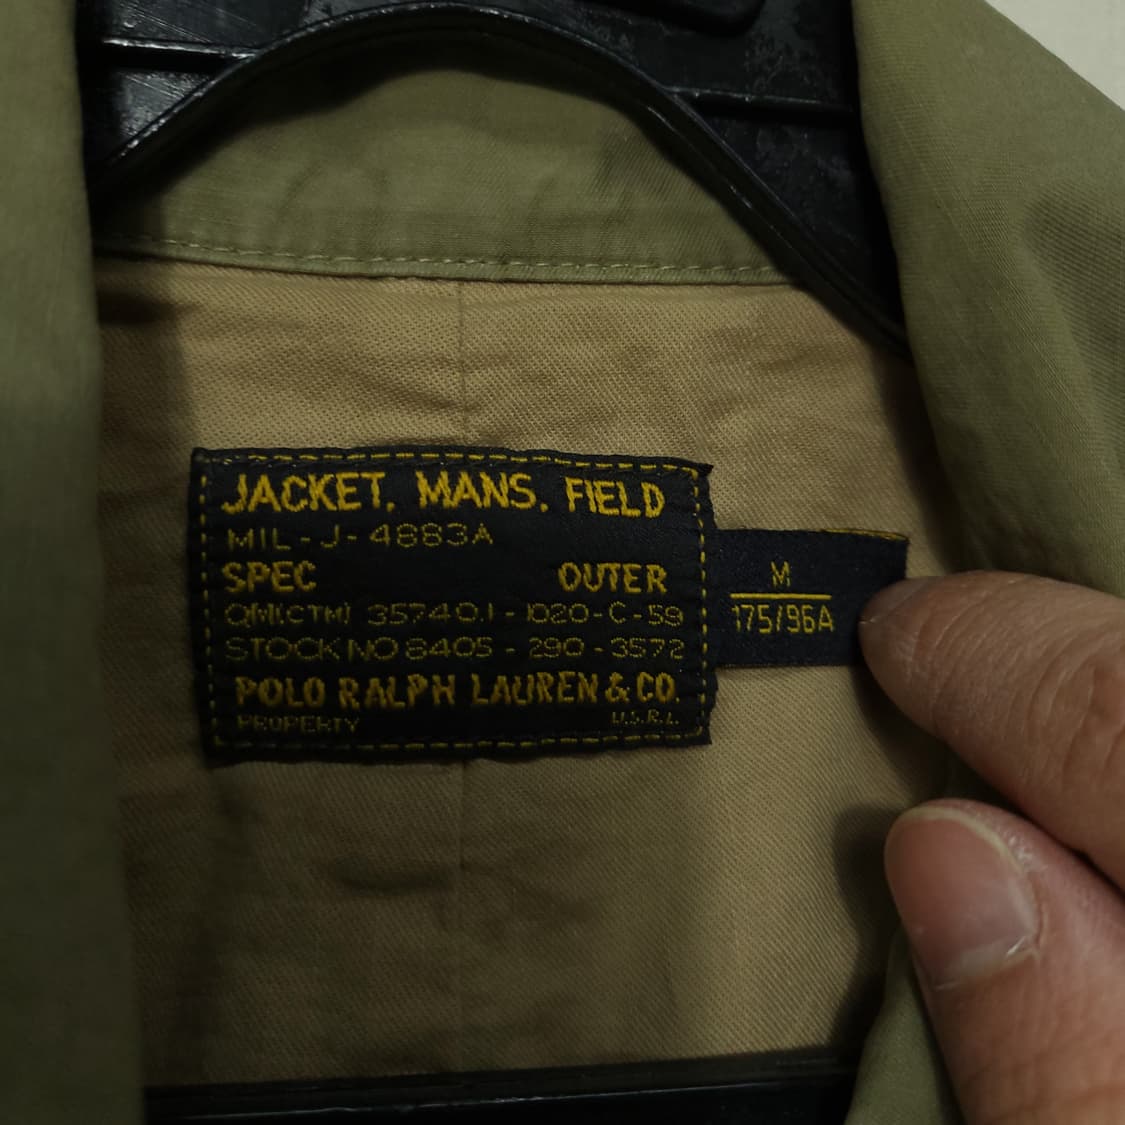 JACKET, MANS, FIELD
MIL-J-4883A
SPEC OUTER
QM(CTM) 35740.1-1020-C-59
STOCK NO 8405-290-3572
POLO RALPH LAUREN & CO.
PROPERTY U.S.R.L.
M
175/96A